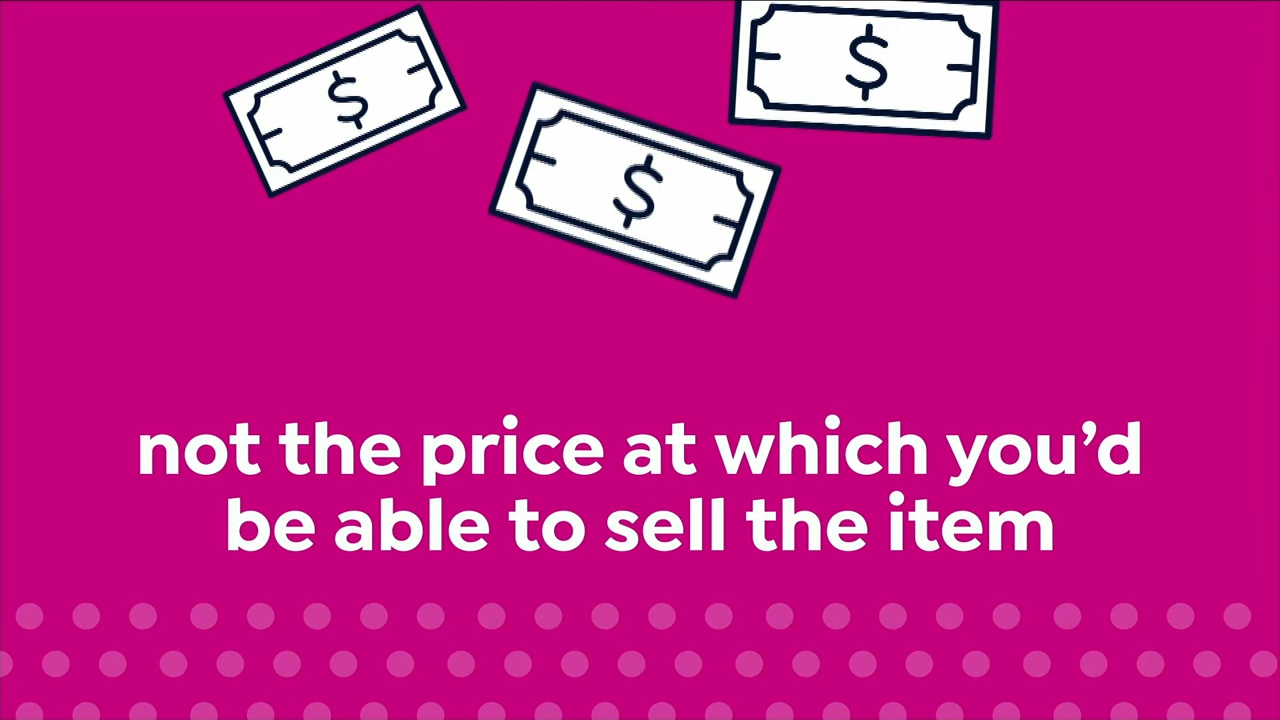 $
$
$
not the price at which you’d
be able to sell the item